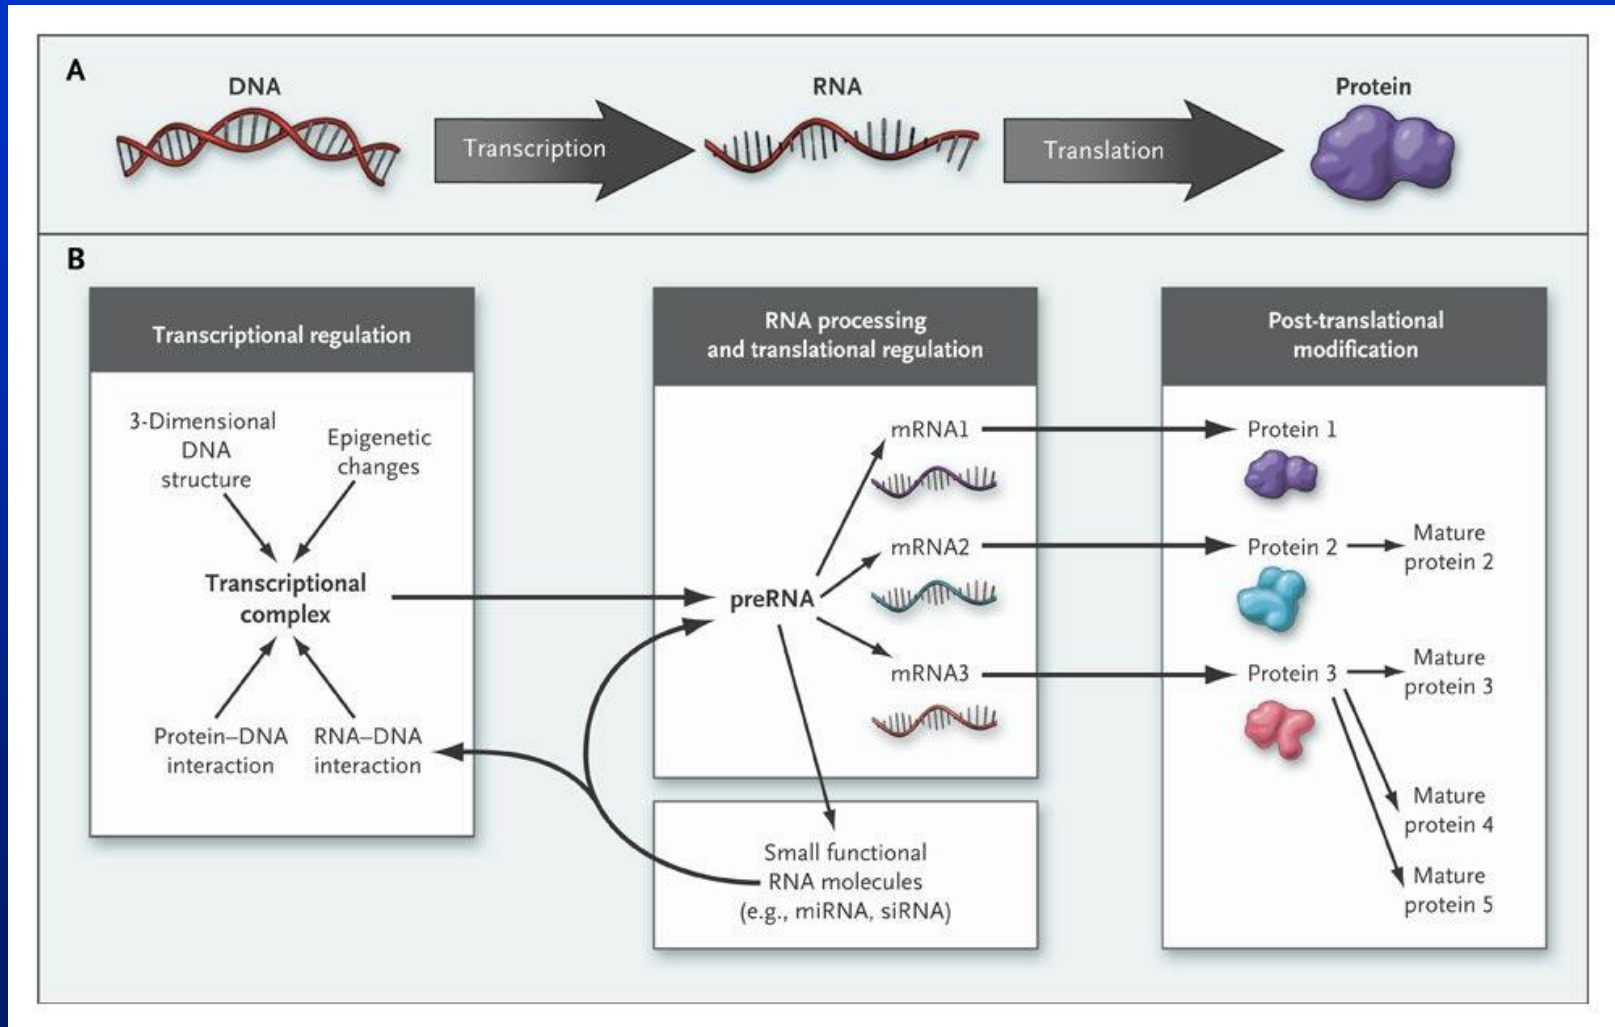 A
DNA
Transcription
RNA
Translation
Protein
B
Transcriptional regulation
3-Dimensional
DNA
structure
Epigenetic
changes
Transcriptional
complex
Protein–DNA
interaction
RNA–DNA
interaction
RNA processing
and translational regulation
preRNA
mRNA1
mRNA2
mRNA3
Small functional
RNA molecules
(e.g., miRNA, siRNA)
Post-translational
modification
Protein 1
Protein 2
Mature
protein 2
Protein 3
Mature
protein 3
Mature
protein 4
Mature
protein 5